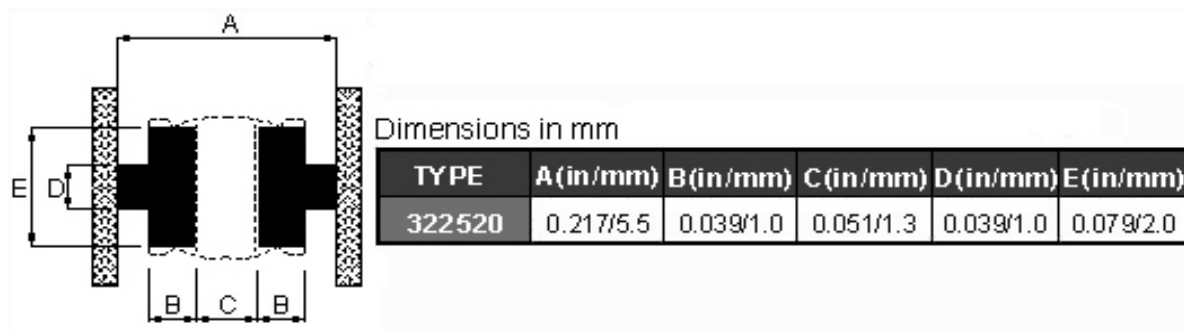 A
E
D
B
C
B
Dimensions in mm
TYPE A(in/mm) B(in/mm) C(in/mm) D(in/mm) E(in/mm)
322520 0.217/5.5 0.039/1.0 0.051/1.3 0.039/1.0 0.079/2.0